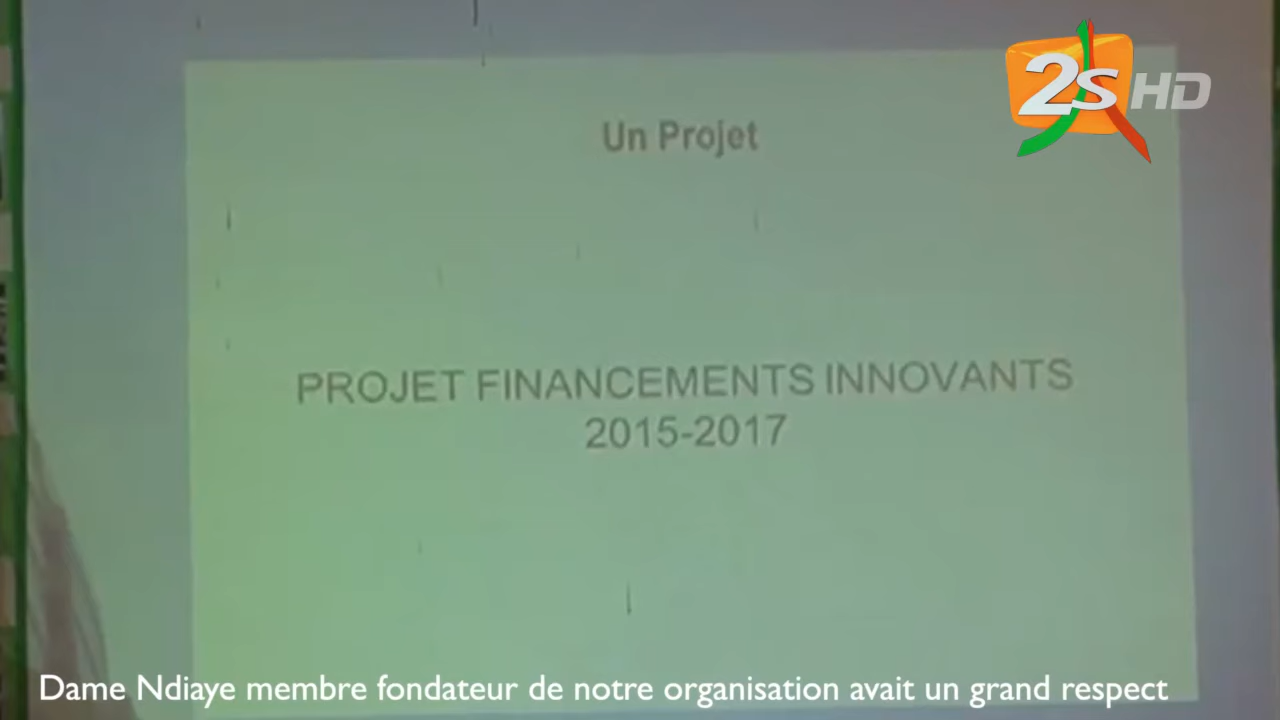 2s HD
Un Projet
PROJET FINANCEMENTS INNOVANTS
2015-2017
Dame Ndiaye membre fondateur de notre organisation avait un grand respect